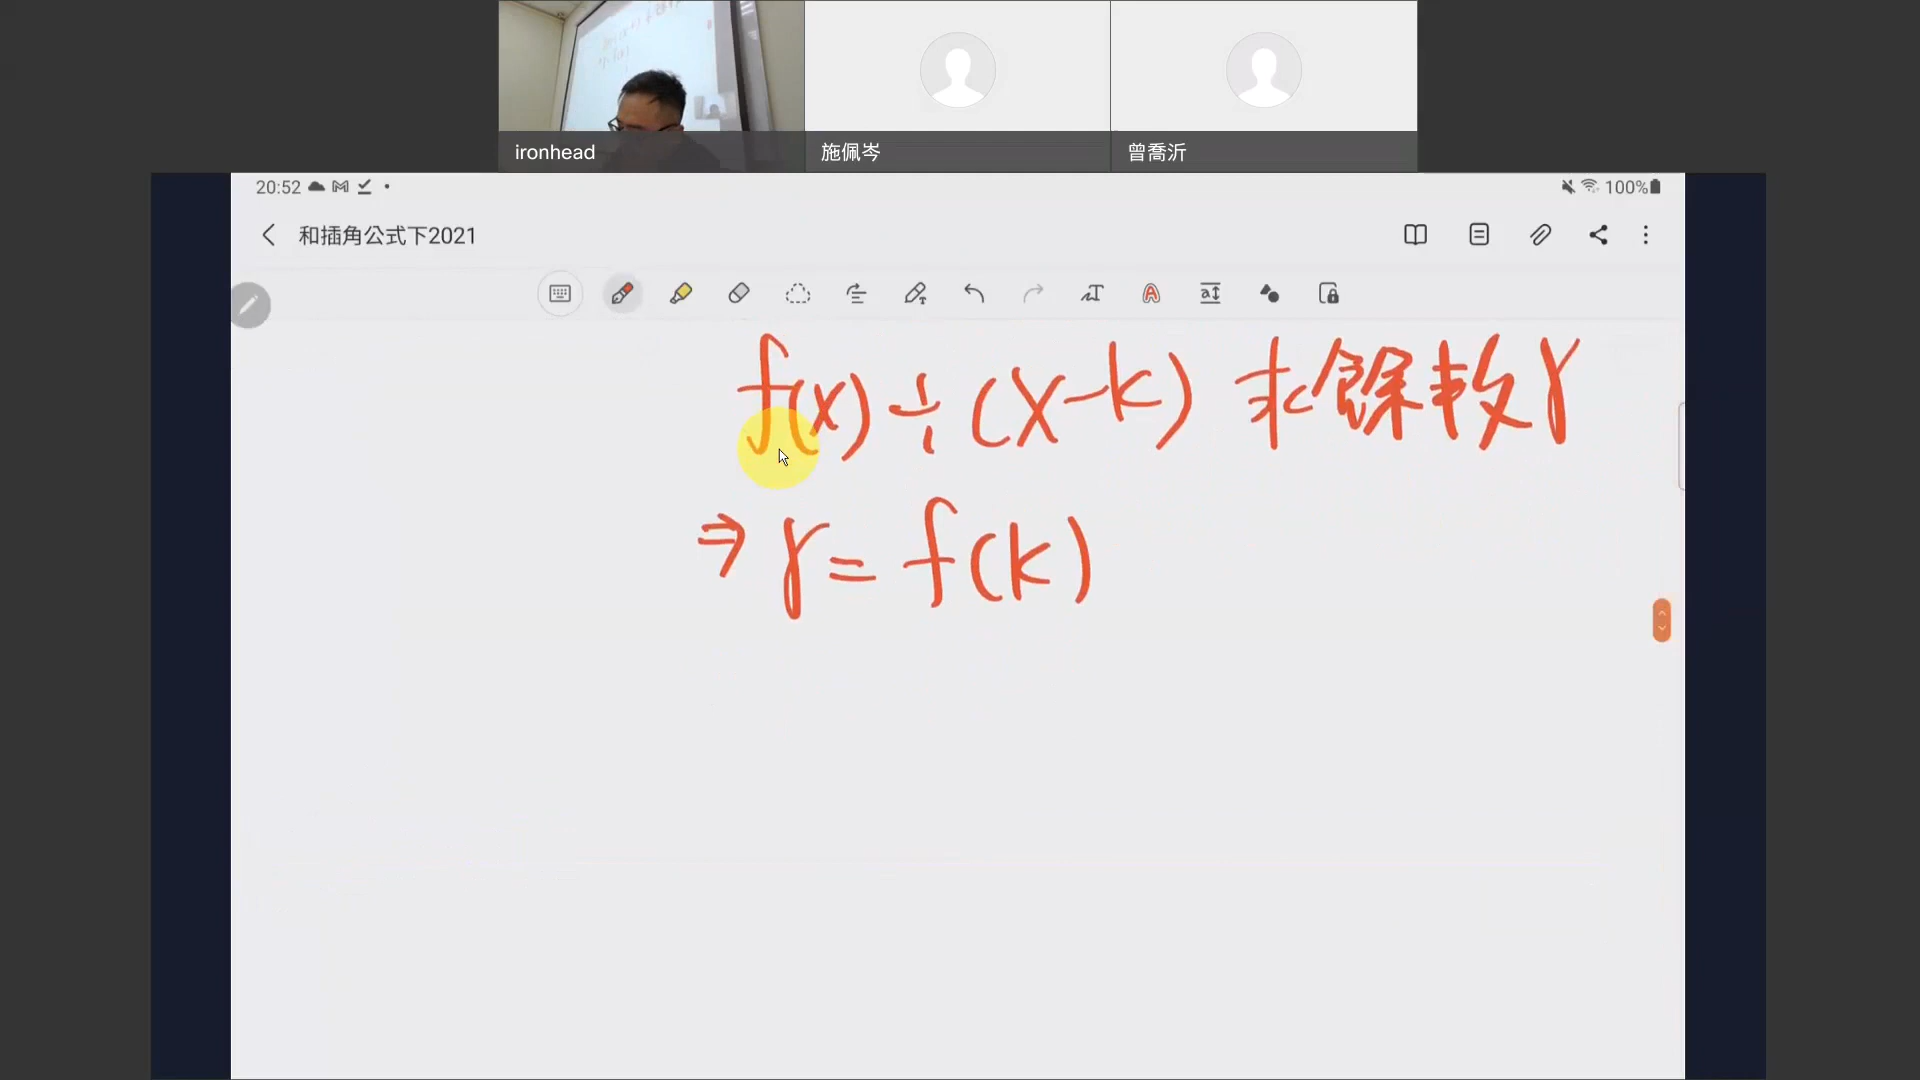 ironhead
施佩岑
曾喬沂
20:52
100%
和插角公式下2021
f(x)÷(x-k) 求餘數r
⇒ r = f(k)